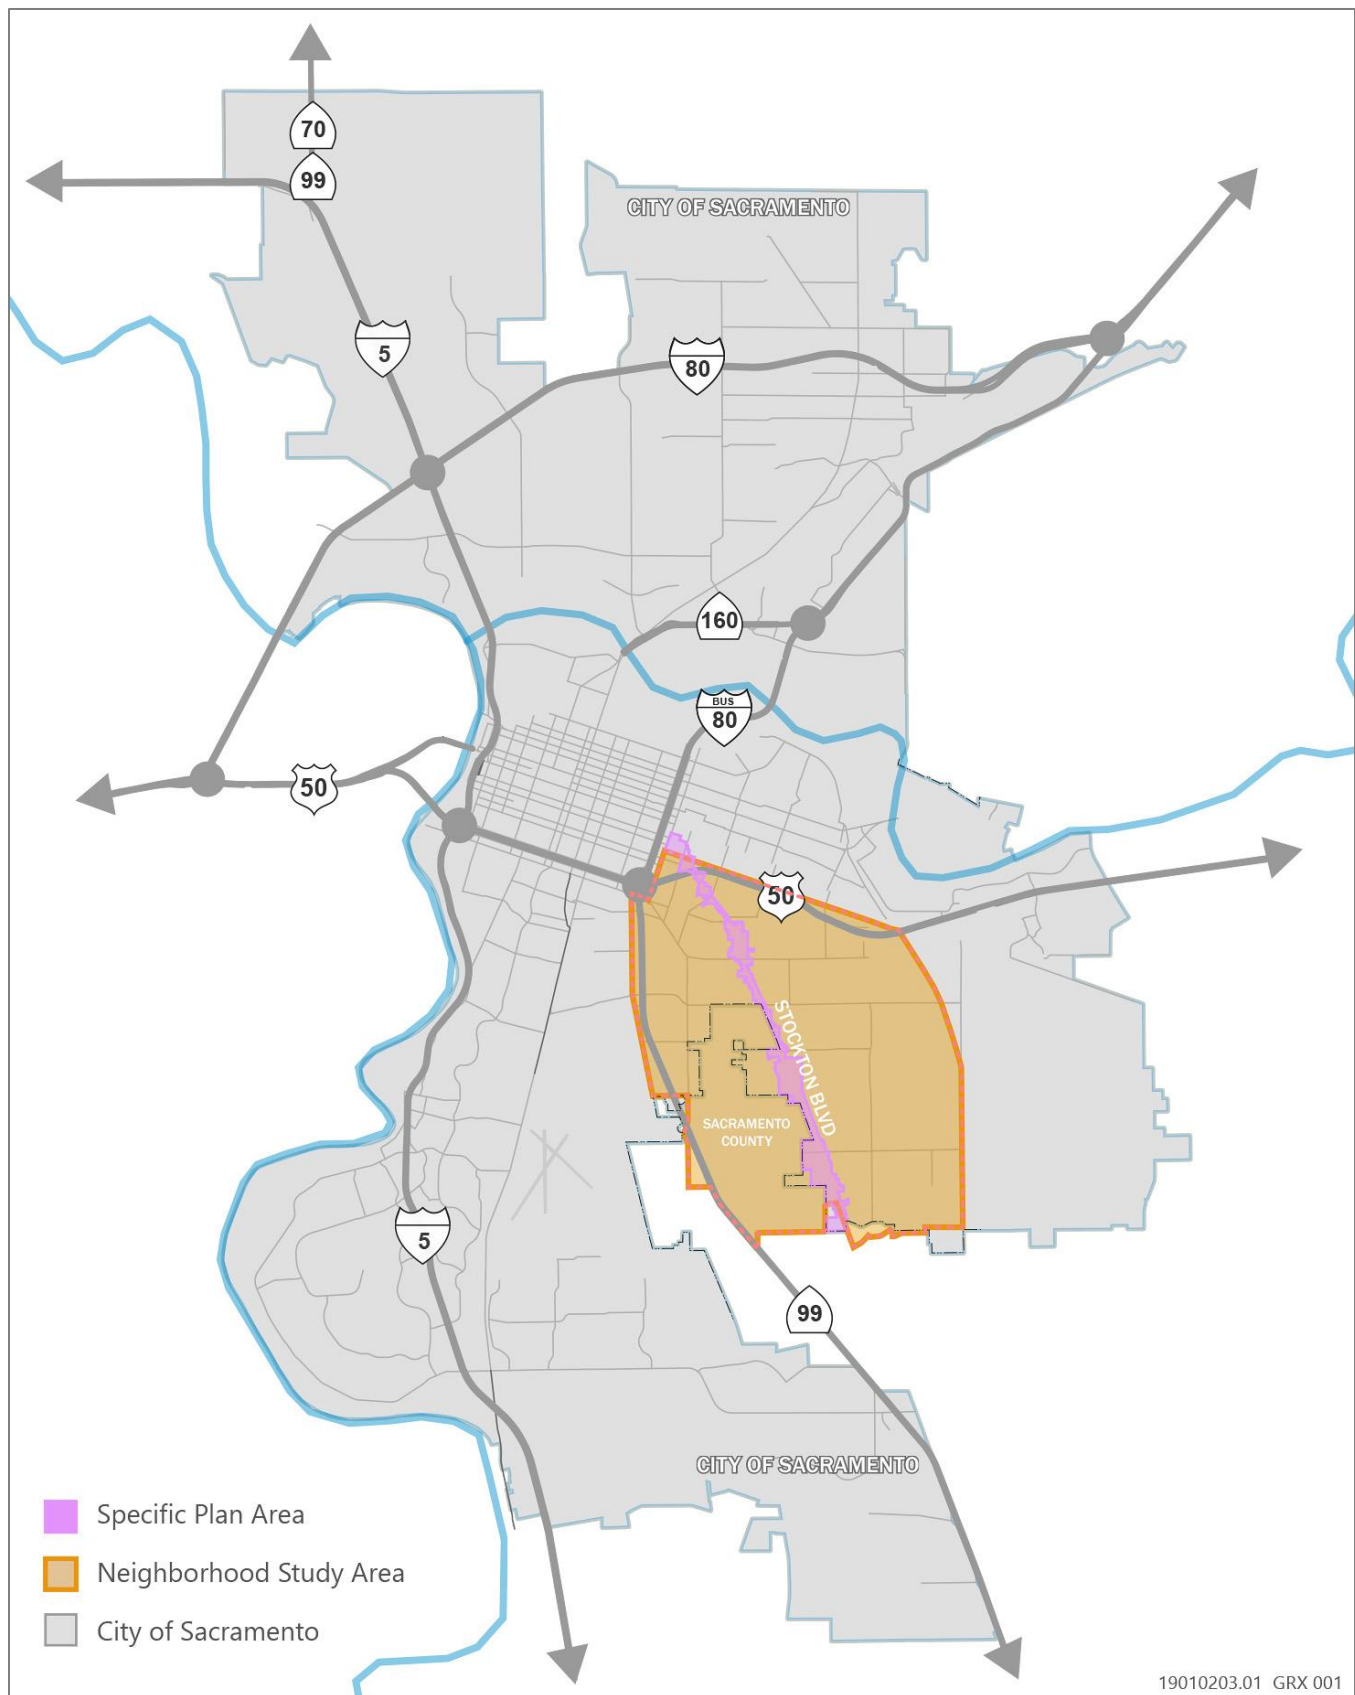 70
99
CITY OF SACRAMENTO
5
80
160
BUS
80
50
50
STOCKTON BLVD
SACRAMENTO
COUNTY
5
99
CITY OF SACRAMENTO
Specific Plan Area
Neighborhood Study Area
City of Sacramento
19010203.01 GRX 001